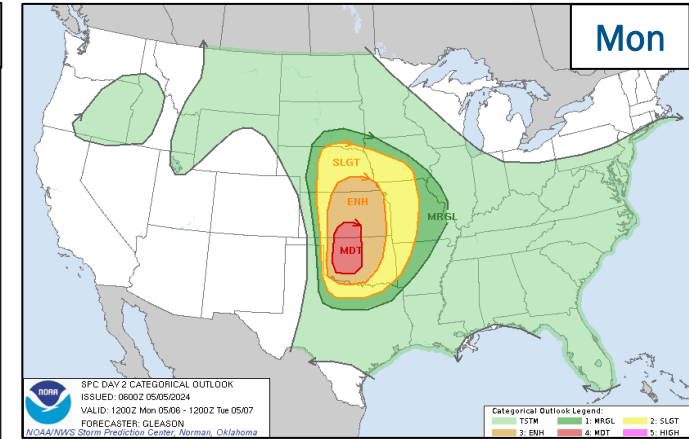 Mon
SLGT
ENH
MRGL
MDT
NOAA
SPC DAY 2 CATEGORICAL OUTLOOK
ISSUED: 0600Z 05/05/2024
VALID: 1200Z Mon 05/06 - 1200Z Tue 05/07
FORECASTER: GLEASON
NOAA/NWS Storm Prediction Center, Norman, Oklahoma
Categorical Outlook Legend:
TSTM 1: MRGL 2: SLGT
3: ENH 4: MDT 5: HIGH